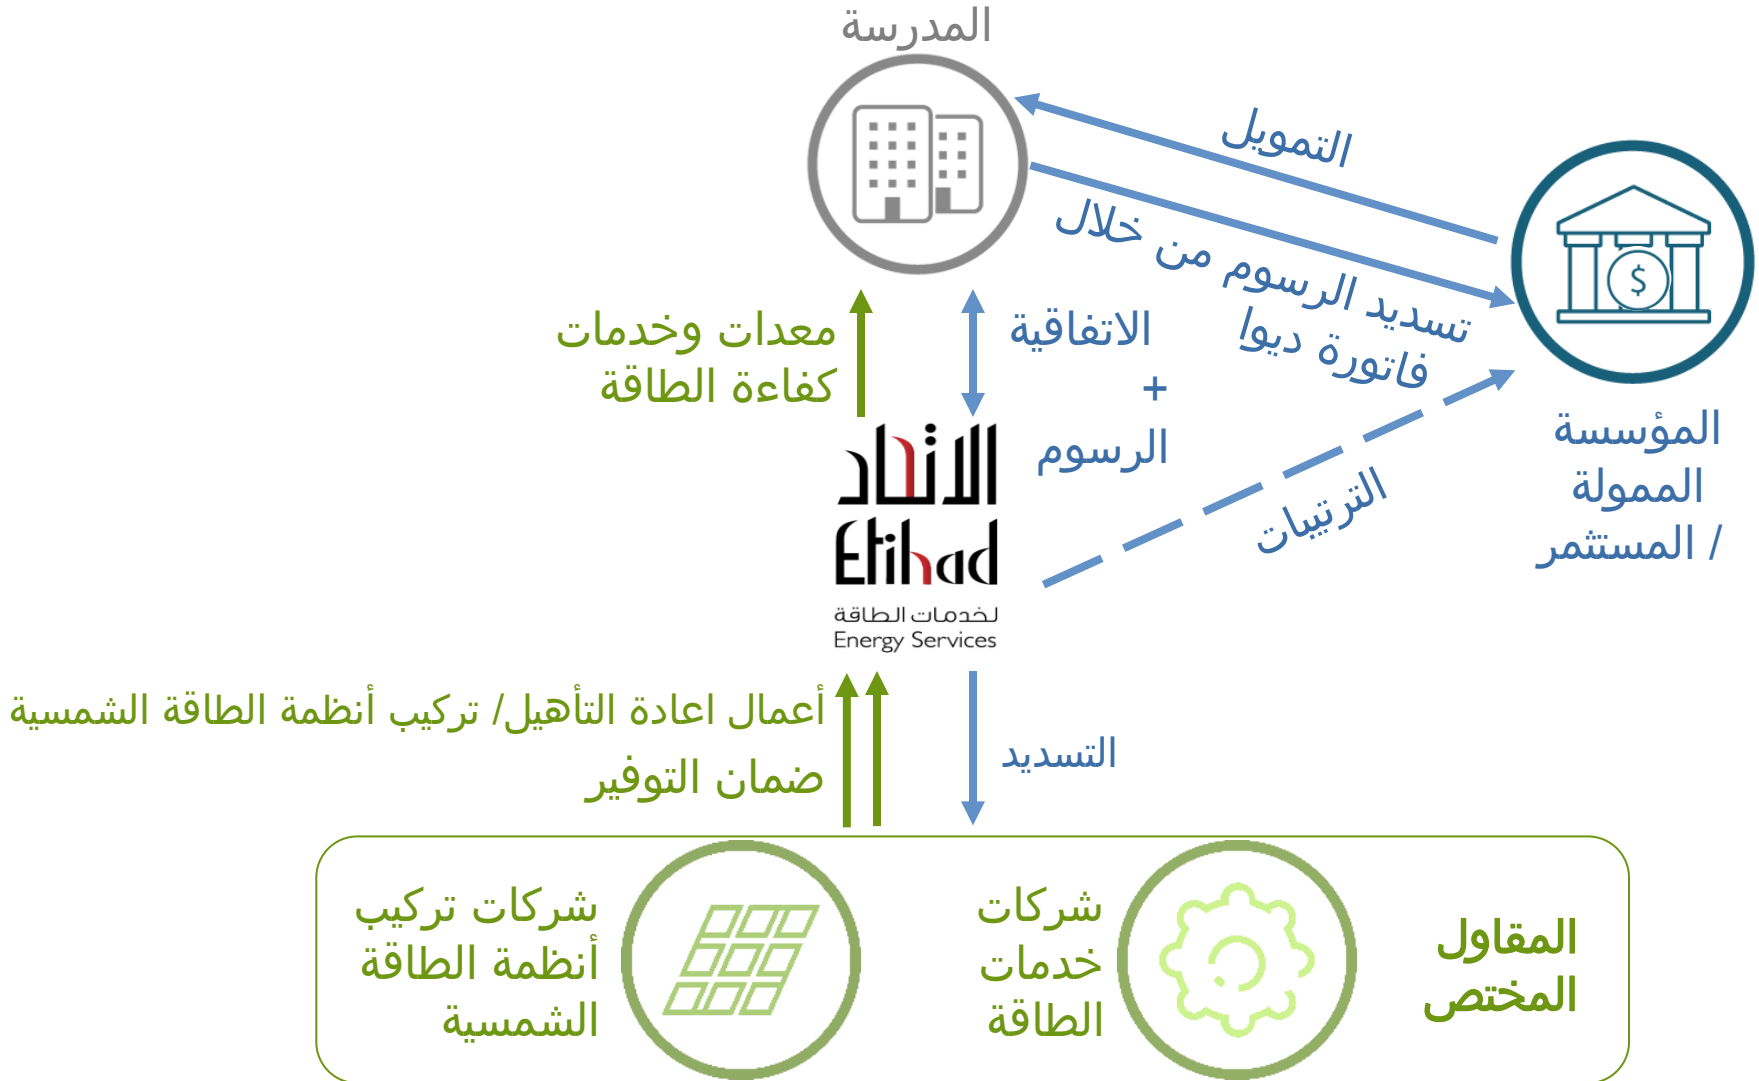 المدرسة
التمويل
تسديد الرسوم من خلال
فاتورة ديوا
معدات وخدمات
كفاءة الطاقة
الاتفاقية
+
الرسوم
المؤسسة
الممولة
/ المستثمر
$
الترتيبات
الاتحاد
Etihad
لخدمات الطاقة
Energy Services
أعمال اعادة التأهيل/ تركيب أنظمة الطاقة الشمسية
ضمان التوفير
التسديد
المقاول
المختص
شركات
خدمات
الطاقة
شركات تركيب
أنظمة الطاقة
الشمسية